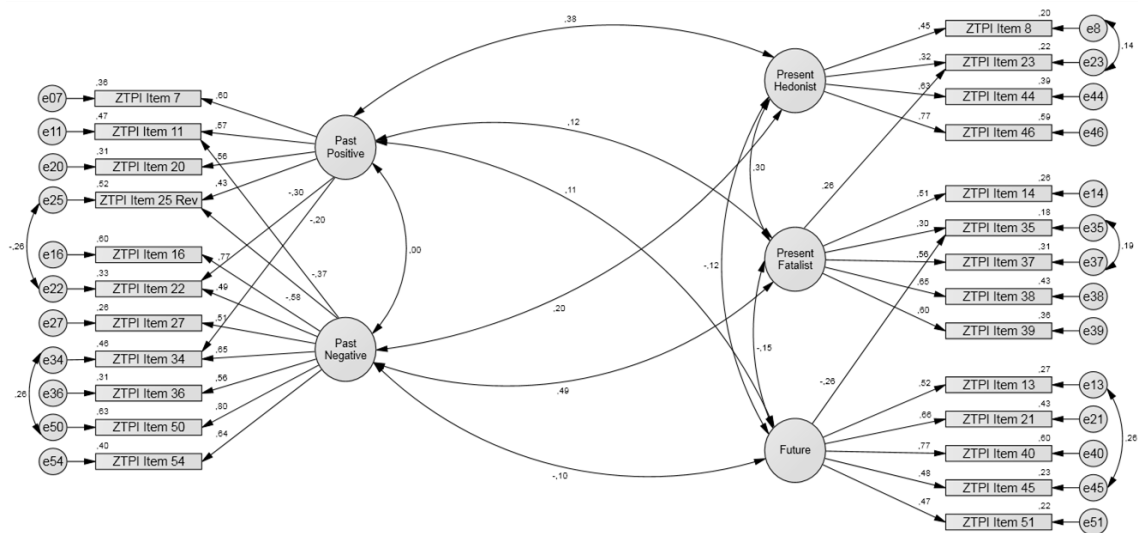 ,38
,20
,45
ZTPI Item 8
e8
,14
,22
,32
ZTPI Item 23
e23
Present
Hedonist
,39
,63
ZTPI Item 44
e44
,59
,77
ZTPI Item 46
e46
,36
e07
ZTPI Item 7
,60
,47
e11
ZTPI Item 11
,57
,31
e20
ZTPI Item 20
,56
Past
Positive
,52
e25
ZTPI Item 25 Rev
,43
,12
,30
,26
,11
-,30
-,20
-,26
,00
,60
e16
ZTPI Item 16
,77
,33
e22
ZTPI Item 22
,49
-,37
-,58
,26
e27
ZTPI Item 27
,51
,46
e34
ZTPI Item 34
,65
Past
Negative
,31
e36
ZTPI Item 36
,56
,26
,63
e50
ZTPI Item 50
,80
,40
e54
ZTPI Item 54
,64
-,12
,20
,49
-,15
-,10
-,26
,26
,51
ZTPI Item 14
e14
,18
,30
ZTPI Item 35
e35
,19
Present
Fatalist
,31
,56
ZTPI Item 37
e37
,43
,65
ZTPI Item 38
e38
,36
,60
ZTPI Item 39
e39
,27
,52
ZTPI Item 13
e13
,43
,66
ZTPI Item 21
e21
,26
Future
,60
,77
ZTPI Item 40
e40
,23
,48
ZTPI Item 45
e45
,22
,47
ZTPI Item 51
e51